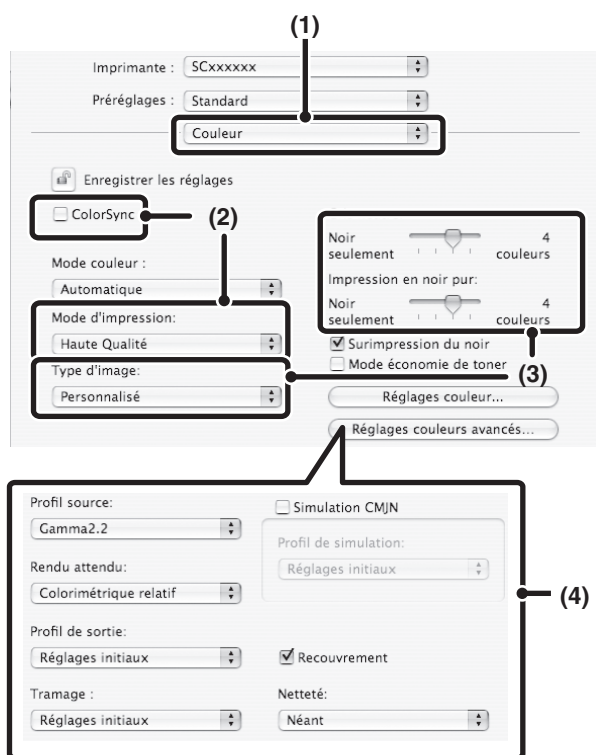 (1)
Imprimante : SCxxxxxx
Préréglages : Standard
Couleur
Enregistrer les réglages
ColorSync
(2)
Mode couleur :
Automatique
Mode d'impression:
Haute Qualité
Type d'image:
Personnalisé
Noir seulement 4 couleurs
Impression en noir pur:
Noir seulement 4 couleurs
Surimpression du noir
Mode économie de toner
(3)
Réglages couleur...
Réglages couleurs avancés...
Profil source:
Gamma2.2
Rendu attendu:
Colorimétrique relatif
Profil de sortie:
Réglages initiaux
Tramage :
Réglages initiaux
Simulation CMJN
Profil de simulation:
Réglages initiaux
(4)
Recouvrement
Netteté:
Néant